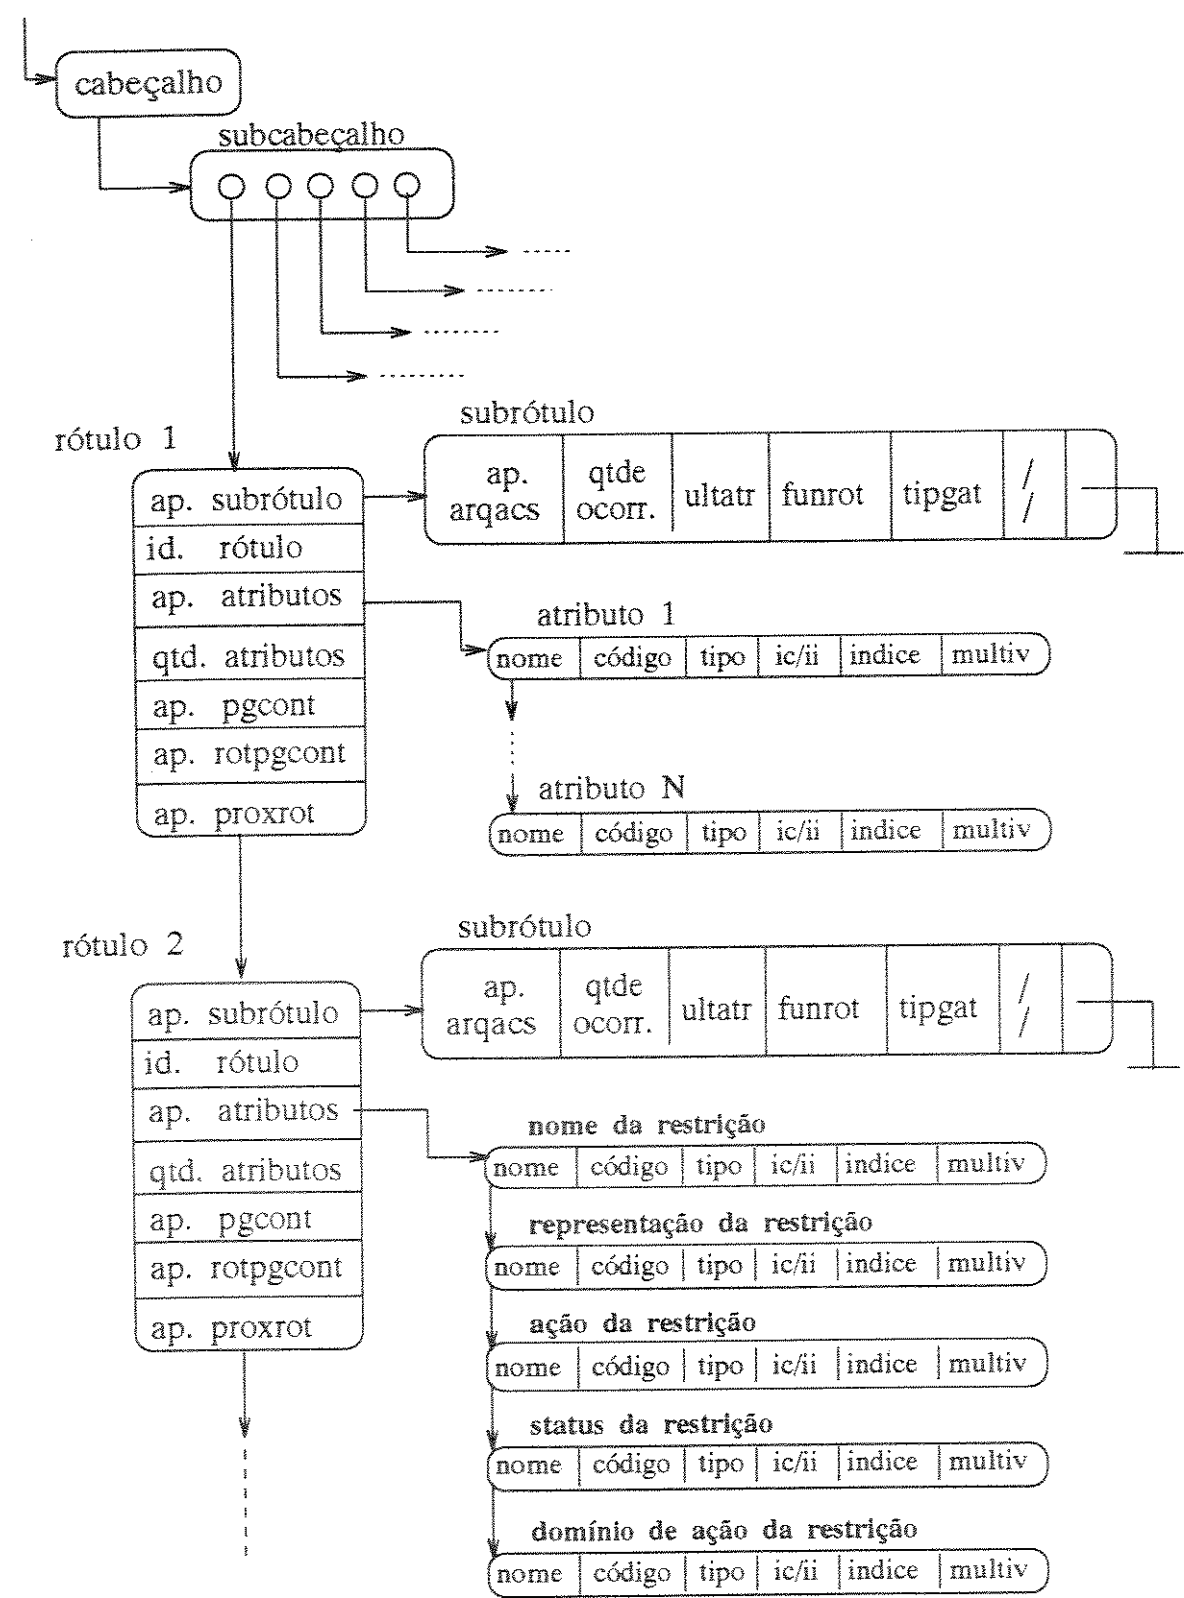 cabeçalho
subcabeçalho
rótulo 1
subrótulo
ap. subrótulo
id. rótulo
ap. atributos
qtd. atributos
ap. pgcont
ap. rotpgcont
ap. proxrot
ap. arqacs
qtde ocorr.
ultatr
funrot
tipgat
/
/
atributo 1
nome código tipo ic/ii indice multiv
atributo N
nome código tipo ic/ii indice multiv
rótulo 2
subrótulo
ap. subrótulo
id. rótulo
ap. atributos
qtd. atributos
ap. pgcont
ap. rotpgcont
ap. proxrot
ap. arqacs
qtde ocorr.
ultatr
funrot
tipgat
/
/
nome da restrição
nome código tipo ic/ii indice multiv
representação da restrição
nome código tipo ic/ii indice multiv
ação da restrição
nome código tipo ic/ii indice multiv
status da restrição
nome código tipo ic/ii indice multiv
domínio de ação da restrição
nome código tipo ic/ii indice multiv